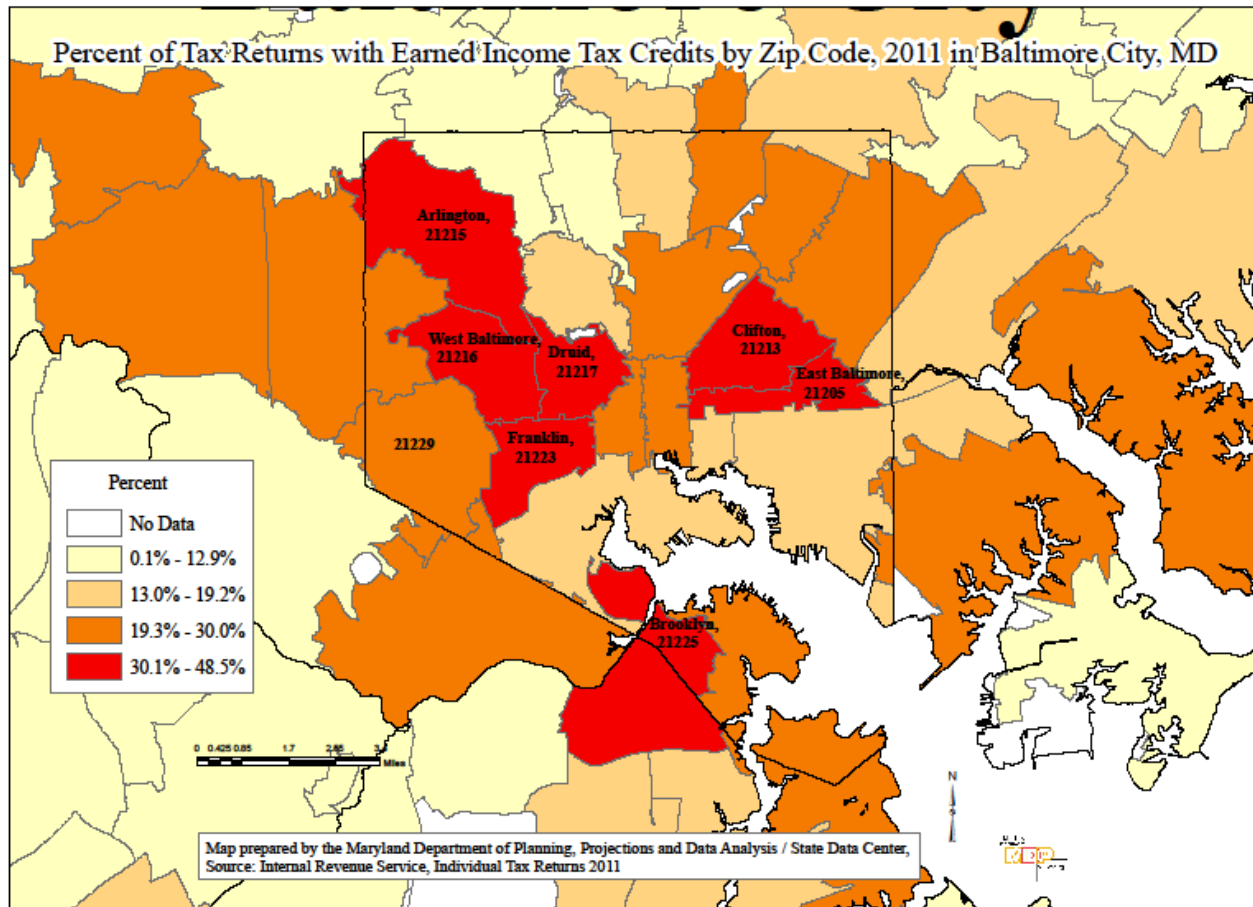 Percent of Tax Returns with Earned Income Tax Credits by Zip Code, 2011 in Baltimore City, MD
Arlington,
21215
West Baltimore,
21216
Druid,
21217
Clifton,
21213
East Baltimore,
21205
21229
Franklin,
21223
Brooklyn,
21225
Percent
No Data
0.1% - 12.9%
13.0% - 19.2%
19.3% - 30.0%
30.1% - 48.5%
0 0.425 0.85 1.7 2.55
Miles
N
Map prepared by the Maryland Department of Planning, Projections and Data Analysis / State Data Center,
Source: Internal Revenue Service, Individual Tax Returns 2011